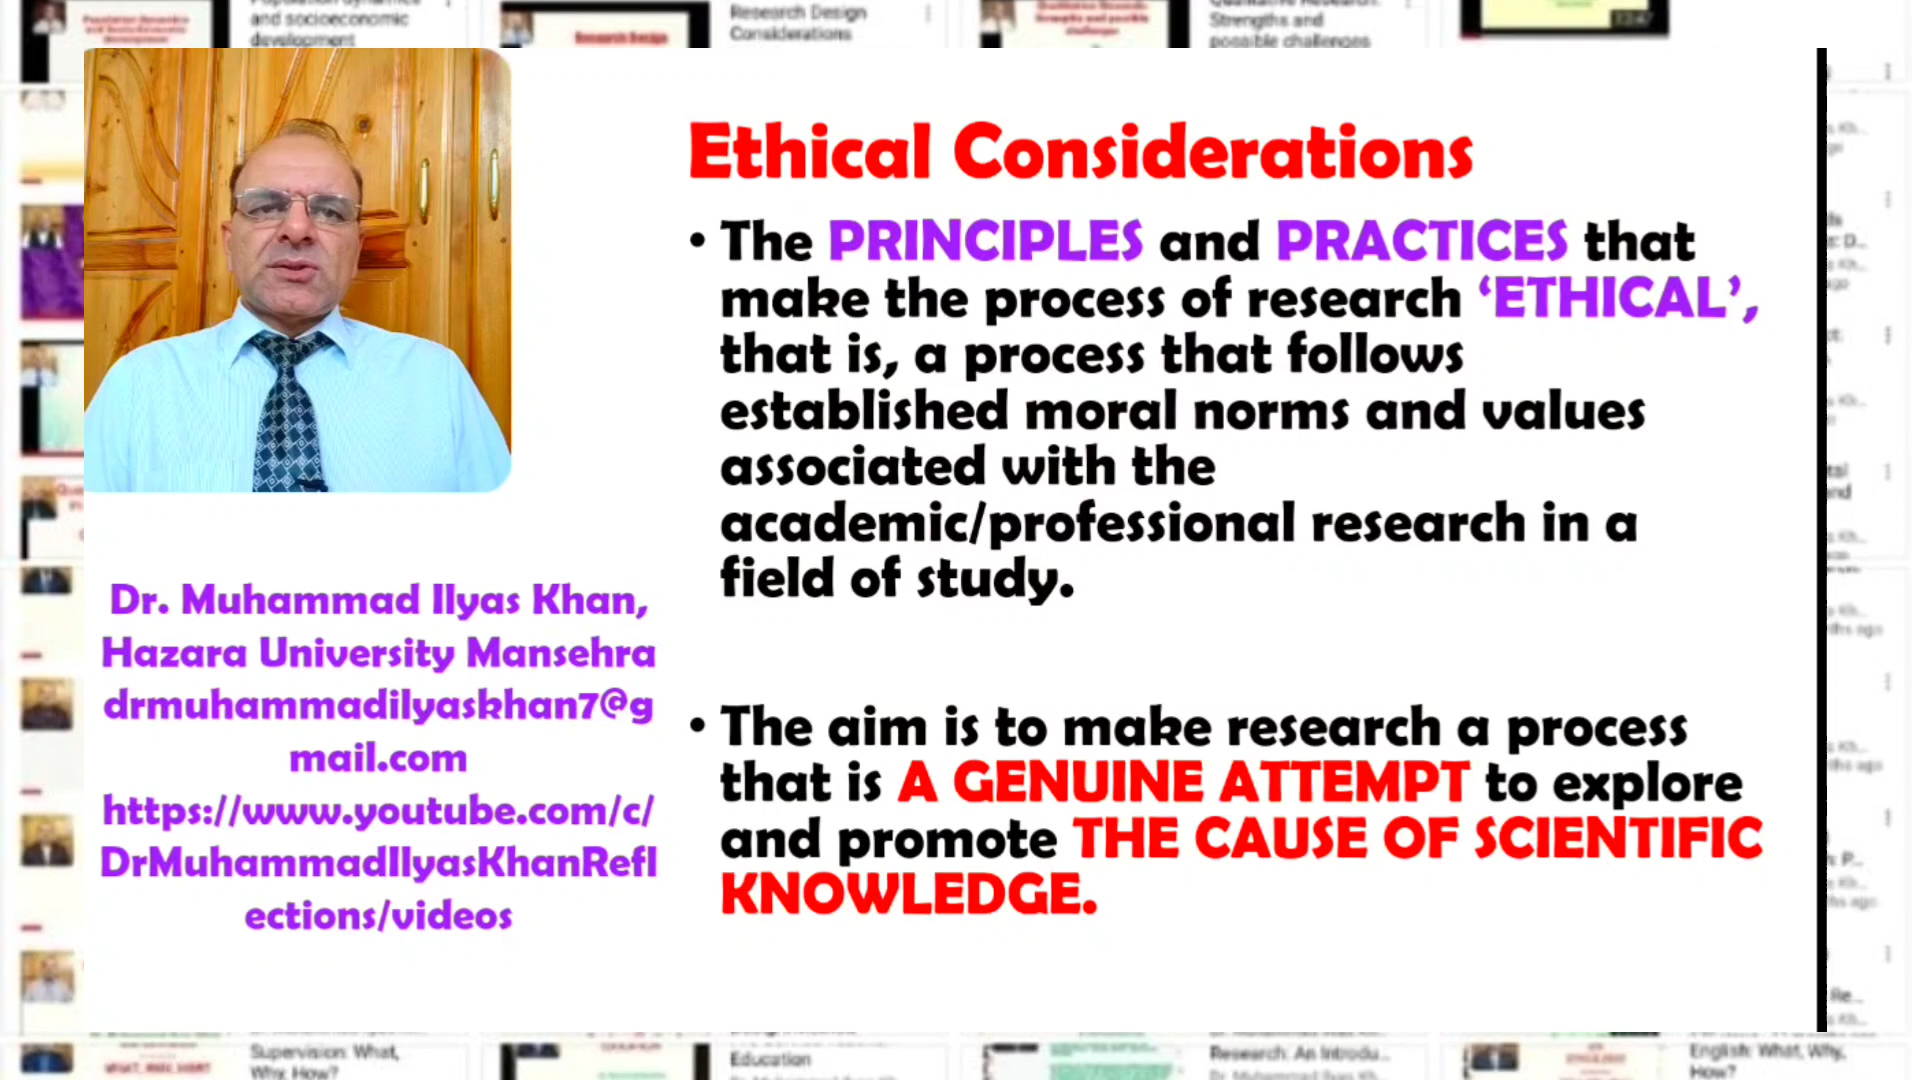 and socioeconomic
development
Research Design
Research Design
Considerations
Strengths and
possible challenges
Ethical Considerations
• The PRINCIPLES and PRACTICES that
make the process of research ‘ETHICAL’,
that is, a process that follows
established moral norms and values
associated with the
academic/professional research in a
field of study.
• The aim is to make research a process
that is A GENUINE ATTEMPT to explore
and promote THE CAUSE OF SCIENTIFIC
KNOWLEDGE.
Dr. Muhammad Ilyas Khan,
Hazara University Mansehra
drmuhammadilyaskhan7@g
mail.com
https://www.youtube.com/c/
DrMuhammadIlyasKhanRefl
ections/videos
Supervision: What,
Why, How?
Education
Research: An Introdu...
English: What, Why,
How?